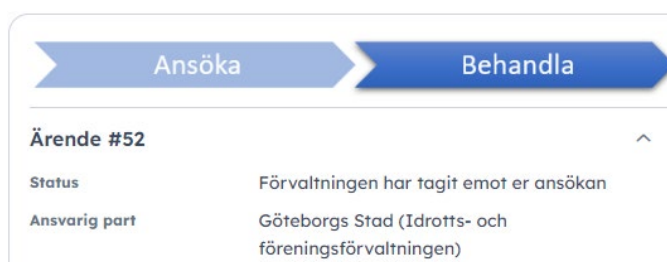 Ansöka Behandla
Ärende #52
Status Förvaltningen har tagit emot er ansökan
Ansvarig part Göteborgs Stad (Idrotts- och
föreningsförvaltningen)